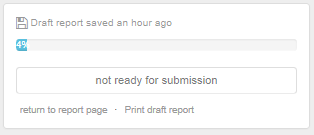 Draft report saved an hour ago
4%
not ready for submission
return to report page · Print draft report